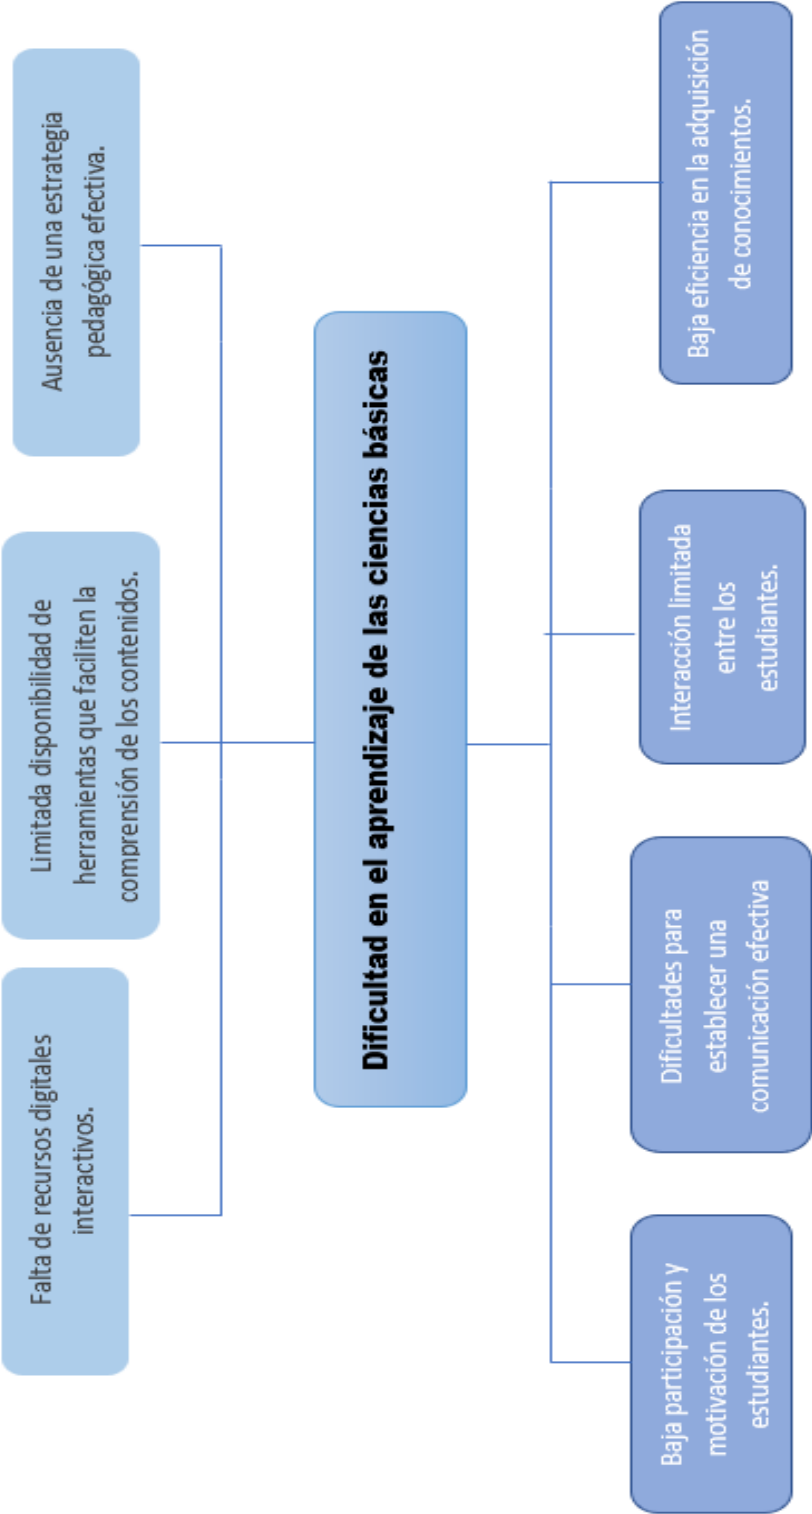 Falta de recursos digitales
interactivos.
Limitada disponibilidad de
herramientas que faciliten la
comprensión de los contenidos.
Ausencia de una estrategia
pedagógica efectiva.
Dificultad en el aprendizaje de las ciencias básicas
Baja participación y
motivación de los
estudiantes.
Dificultades para
establecer una
comunicación efectiva
Interacción limitada
entre los
estudiantes.
Baja eficiencia en la adquisición
de conocimientos.